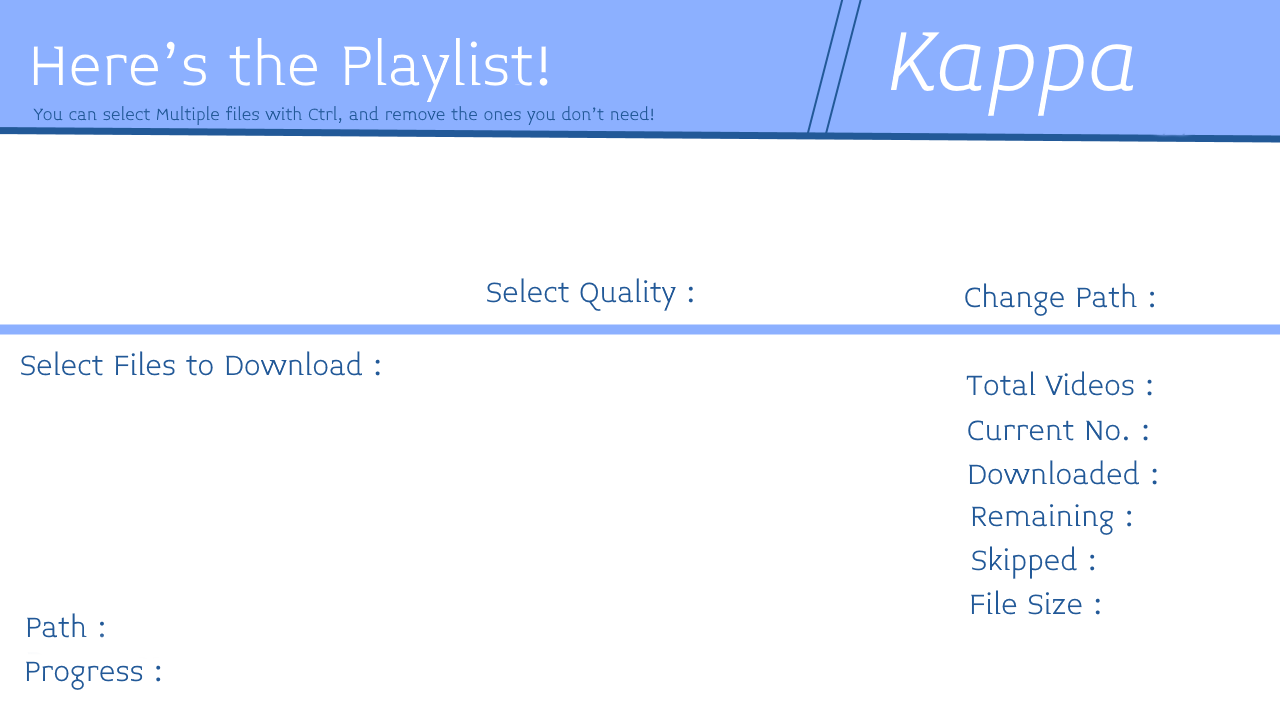 Here's the Playlist!
Kappa
You can select Multiple files with Ctrl, and remove the ones you don't need!
Select Quality :
Change Path :
Select Files to Download :
Total Videos :
Current No. :
Downloaded :
Remaining :
Skipped :
File Size :
Path :
Progress :